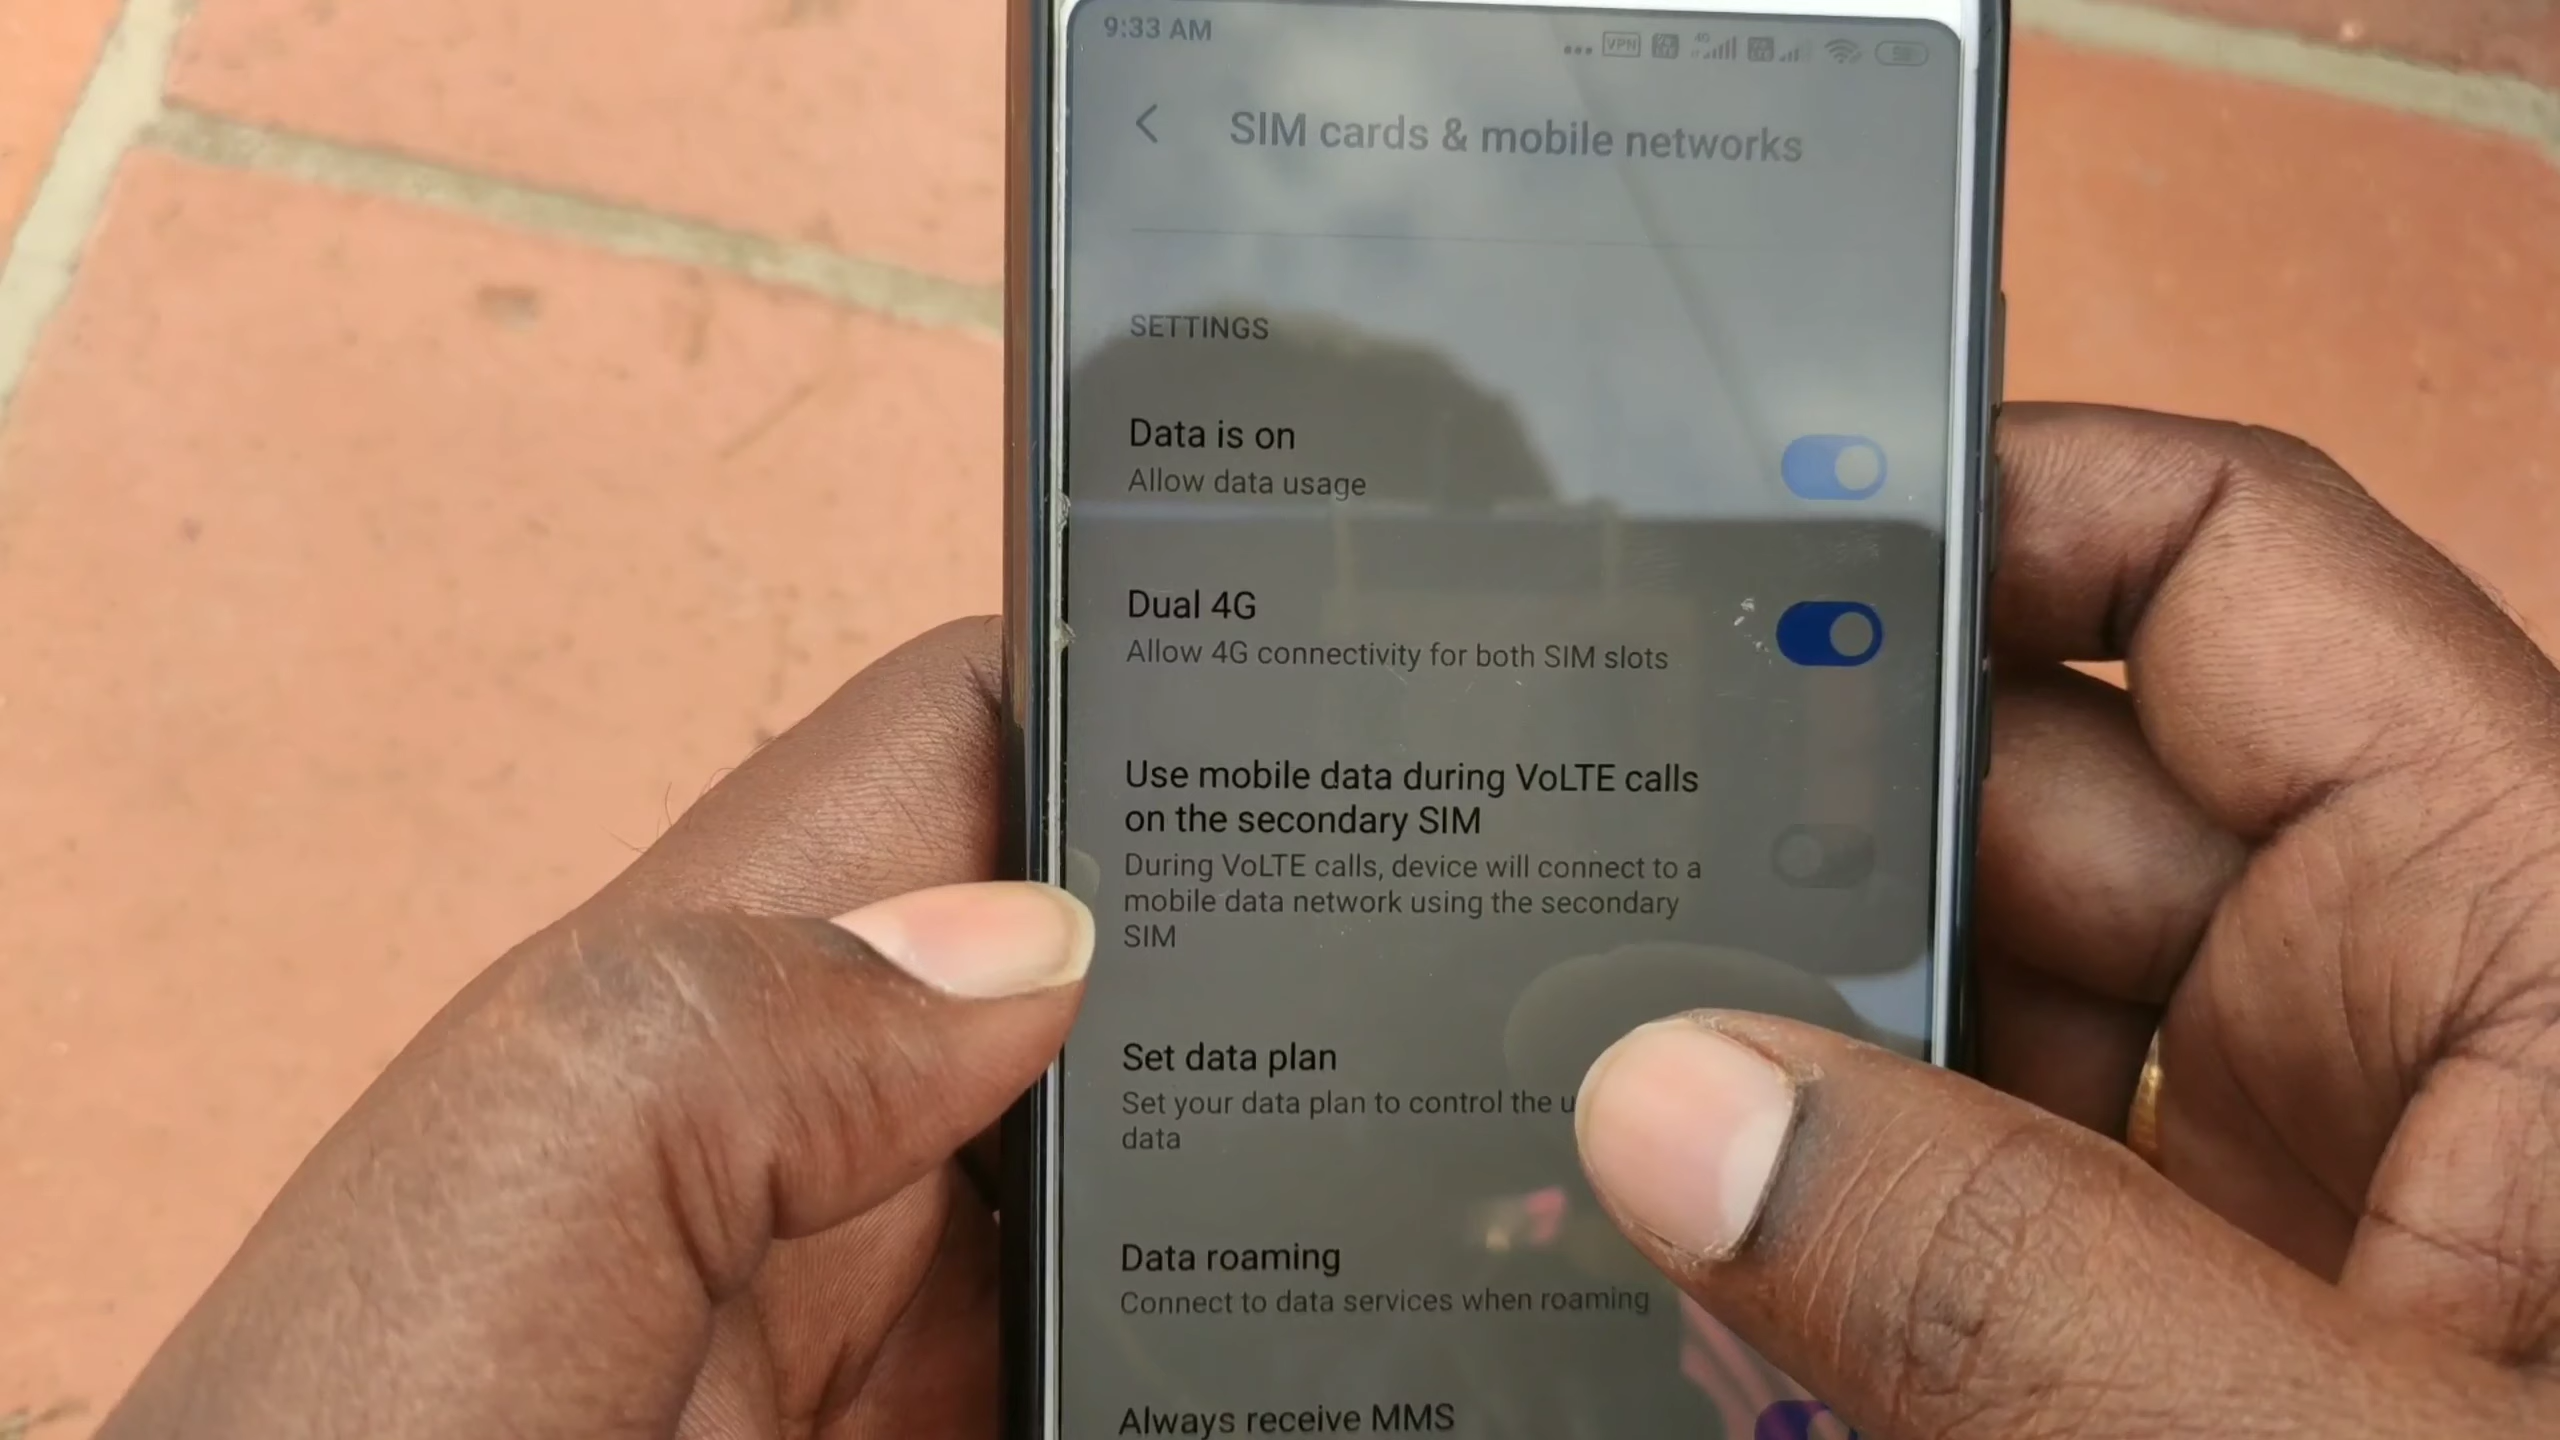 9:33 AM
VPN
4G
SIM cards & mobile networks
SETTINGS
Data is on
Allow data usage
Dual 4G
Allow 4G connectivity for both SIM slots
Use mobile data during VoLTE calls
on the secondary SIM
During VoLTE calls, device will connect to a
mobile data network using the secondary
SIM
Set data plan
Set your data plan to control the
data
Data roaming
Connect to data services when roaming
Always receive MMS